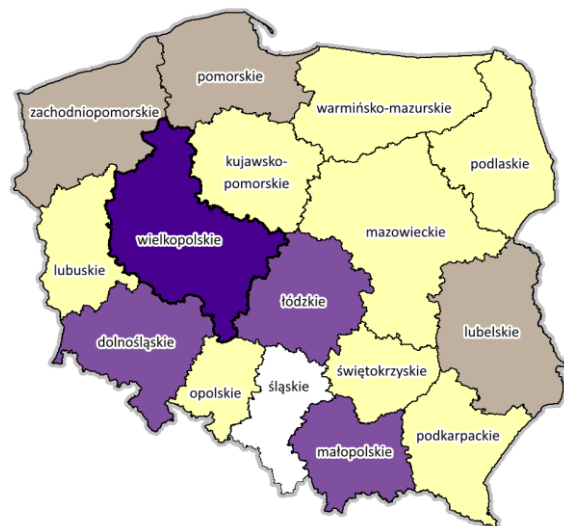 pomorskie
zachodniopomorskie
warmińsko-mazurskie
kujawsko-
pomorskie
podlaskie
wielkopolskie
mazowieckie
lubuskie
łódzkie
lubelskie
dolnośląskie
świętokrzyskie
opolskie
śląskie
podkarpackie
małopolskie